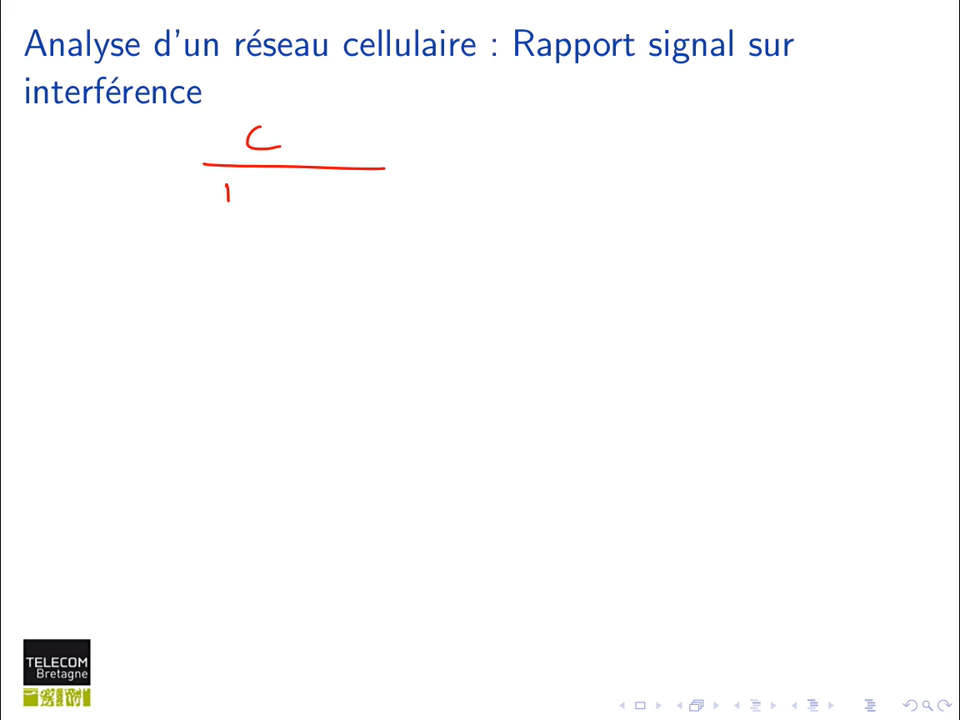 Analyse d'un réseau cellulaire : Rapport signal sur
interférence
C
I
TELECOM
Bretagne